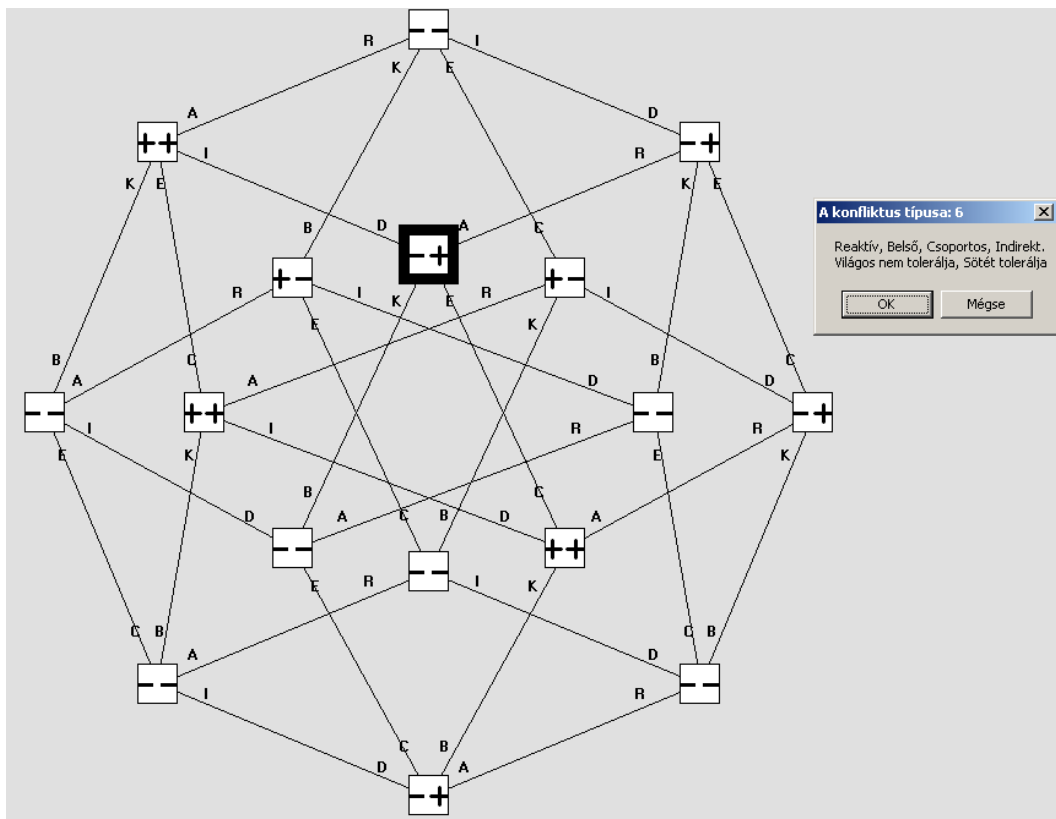 − −
R I
K E
A D
+ + − +
I R
K E K E
B D A C
− +
+ − + −
R I R I
K E
E K
B C B C
A A D D
− − + + − − − +
I I R R
E K E K
B C
D A C B D A
− − + +
− −
R I
E K
C B C B
A D
− − − −
I R
C B
D A
− +
A konfliktus típusa: 6
Reaktív, Belső, Csoportos, Indirekt.
Világos nem tolerálja, Sötét tolerálja
OK Mégse